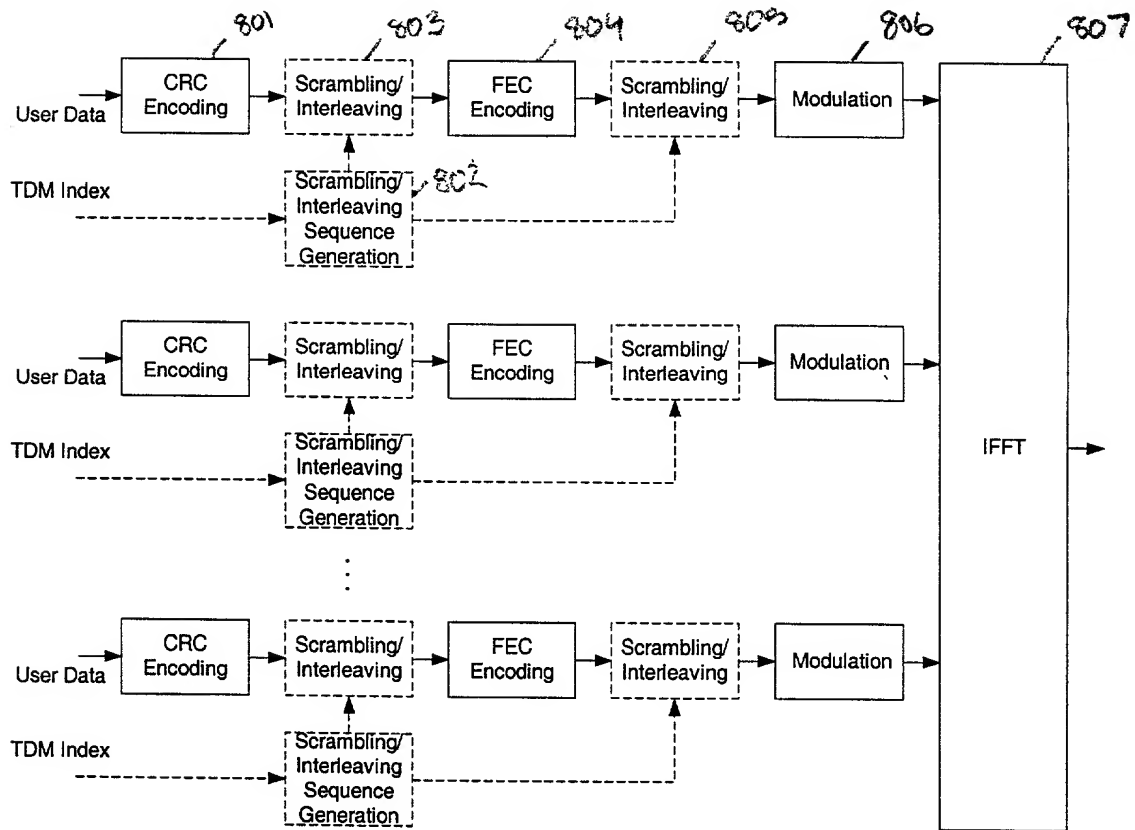 801
803
804
805
806
807
CRC
Encoding
Scrambling/
Interleaving
FEC
Encoding
Scrambling/
Interleaving
Modulation
User Data
TDM Index
Scrambling/
Interleaving
Sequence
Generation
802
CRC
Encoding
Scrambling/
Interleaving
FEC
Encoding
Scrambling/
Interleaving
Modulation
User Data
TDM Index
Scrambling/
Interleaving
Sequence
Generation
IFFT
CRC
Encoding
Scrambling/
Interleaving
FEC
Encoding
Scrambling/
Interleaving
Modulation
User Data
TDM Index
Scrambling/
Interleaving
Sequence
Generation